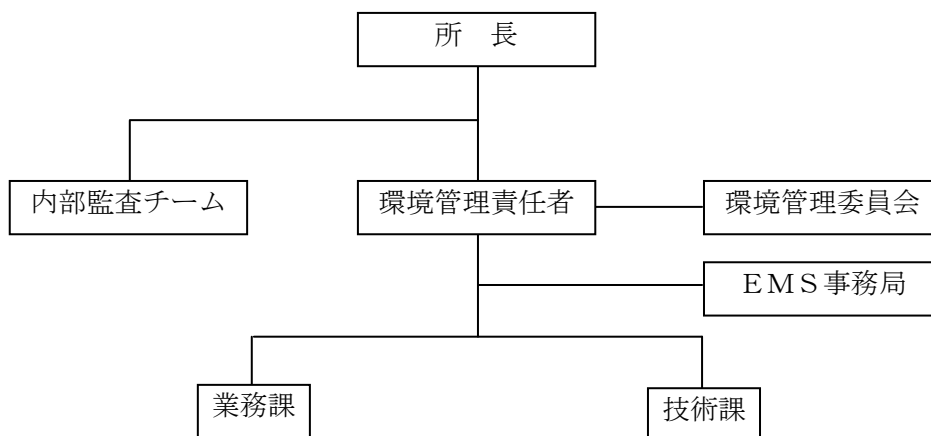 所　長
内部監査チーム
環境管理責任者
環境管理委員会
ＥＭＳ事務局
業務課
技術課